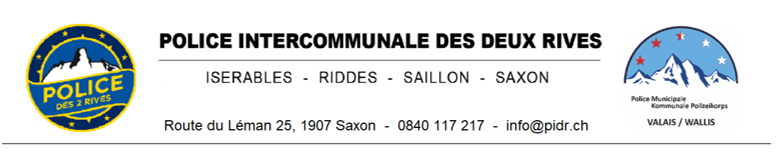 POLICE
DES 2 RIVES
POLICE INTERCOMMUNALE DES DEUX RIVES
ISERABLES - RIDDES - SAILLON - SAXON
Route du Léman 25, 1907 Saxon - 0840 117 217 - info@pidr.ch
Police Municipale
Kommunale Polizeikorps
VALAIS / WALLIS